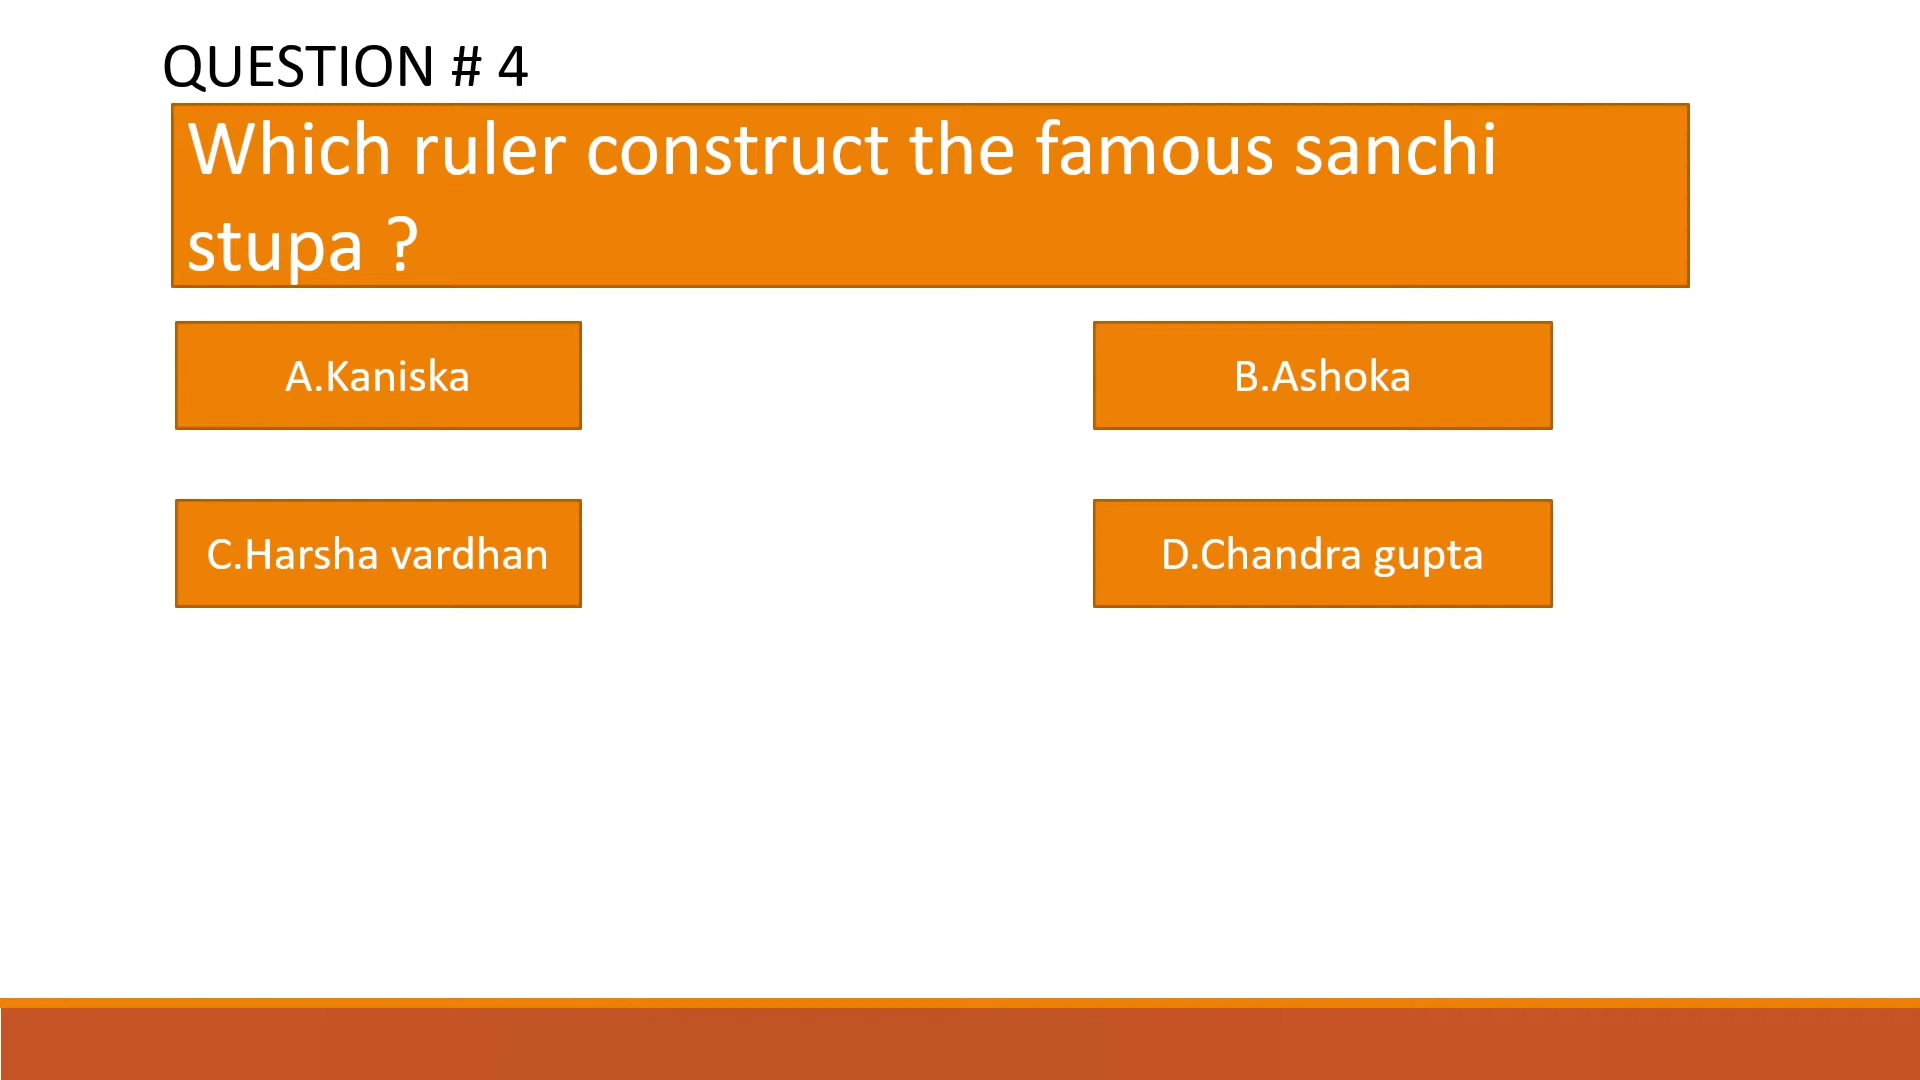 QUESTION # 4
Which ruler construct the famous sanchi
stupa ?
A.Kaniska
B.Ashoka
C.Harsha vardhan
D.Chandra gupta